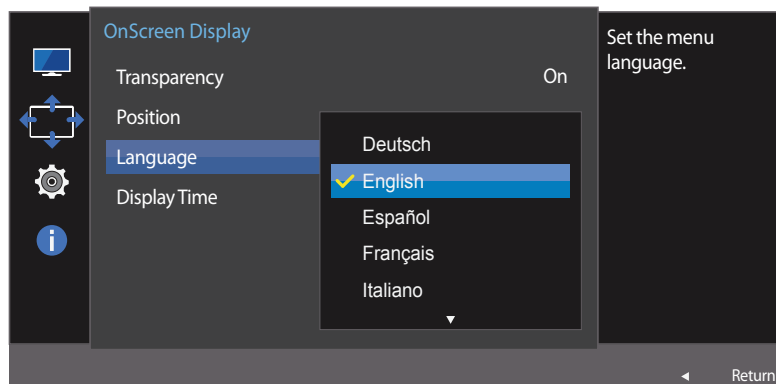 OnScreen Display
Transparency On
Position
Language
Display Time
Deutsch
English
Español
Français
Italiano
Set the menu
language.
Return